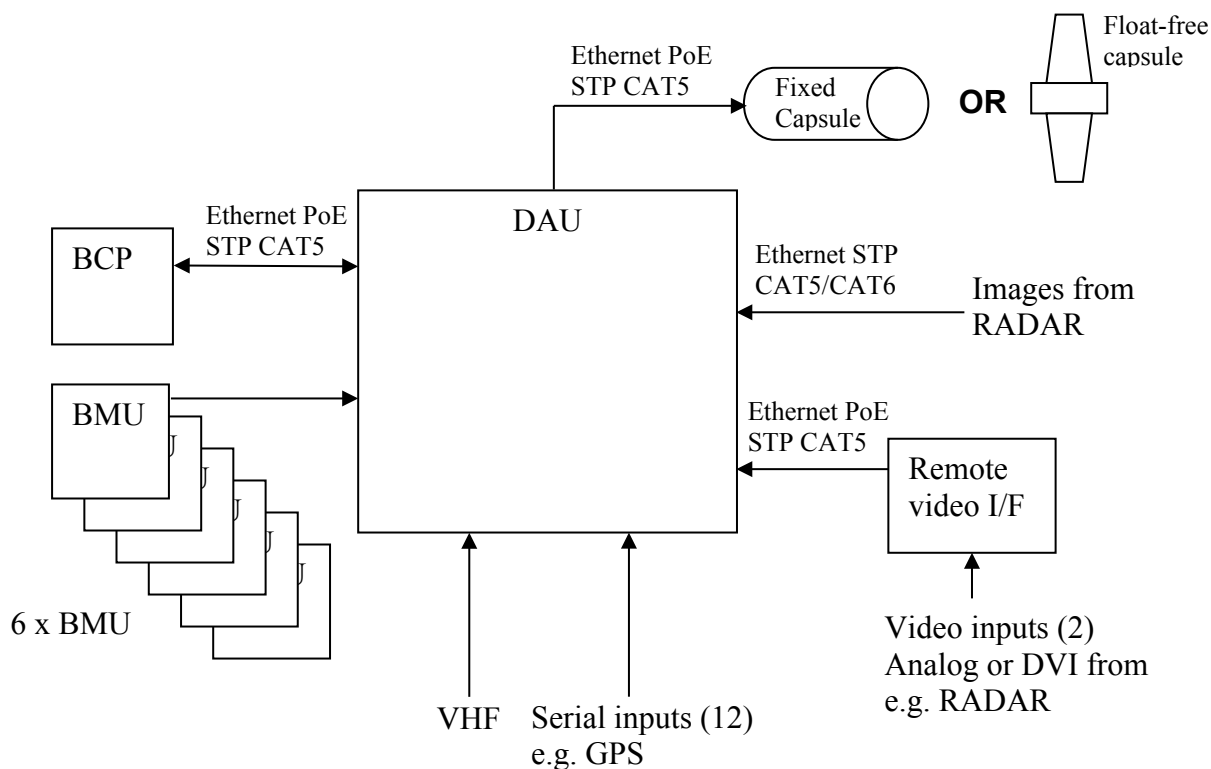 Float-free
capsule
Ethernet PoE
STP CAT5
Fixed
Capsule
OR
DAU
Ethernet PoE
STP CAT5
BCP
Ethernet STP
CAT5/CAT6
Images from
RADAR
BMU
U
U
U
U
U
6 x BMU
Ethernet PoE
STP CAT5
Remote
video I/F
Video inputs (2)
Analog or DVI from
e.g. RADAR
VHF
Serial inputs (12)
e.g. GPS